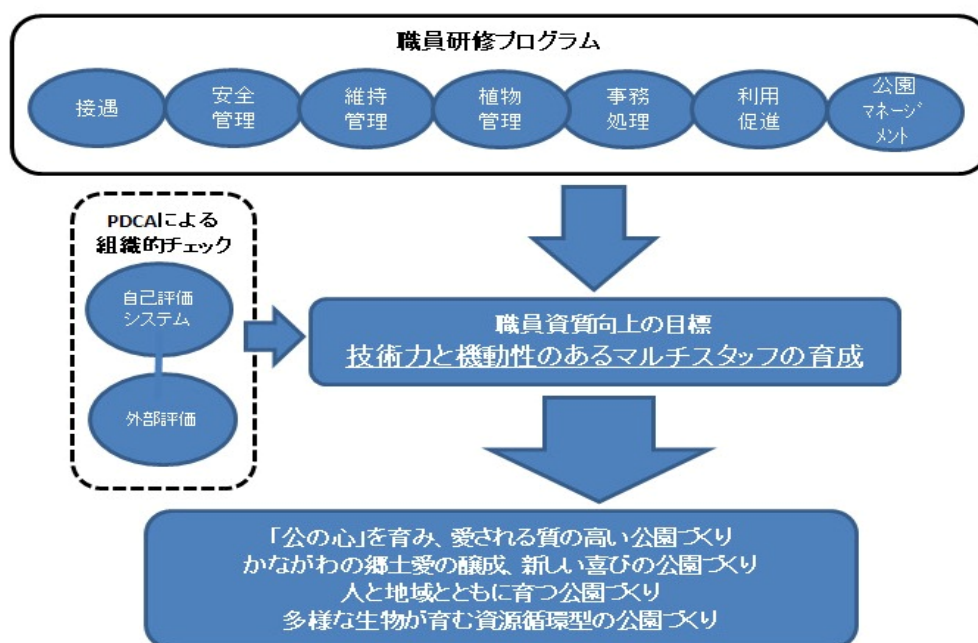 職員研修プログラム
接遇
安全
管理
維持
管理
植物
管理
事務
処理
利用
促進
公園
マネージ
メント
PDCAによる
組織的チェック
自己評価
システム
外部評価
職員資質向上の目標
技術力と機動性のあるマルチスタッフの育成
「公の心」を育み、愛される質の高い公園づくり
かながわの郷土愛の醸成、新しい喜びの公園づくり
人と地域とともに育つ公園づくり
多様な生物が育む資源循環型の公園づくり